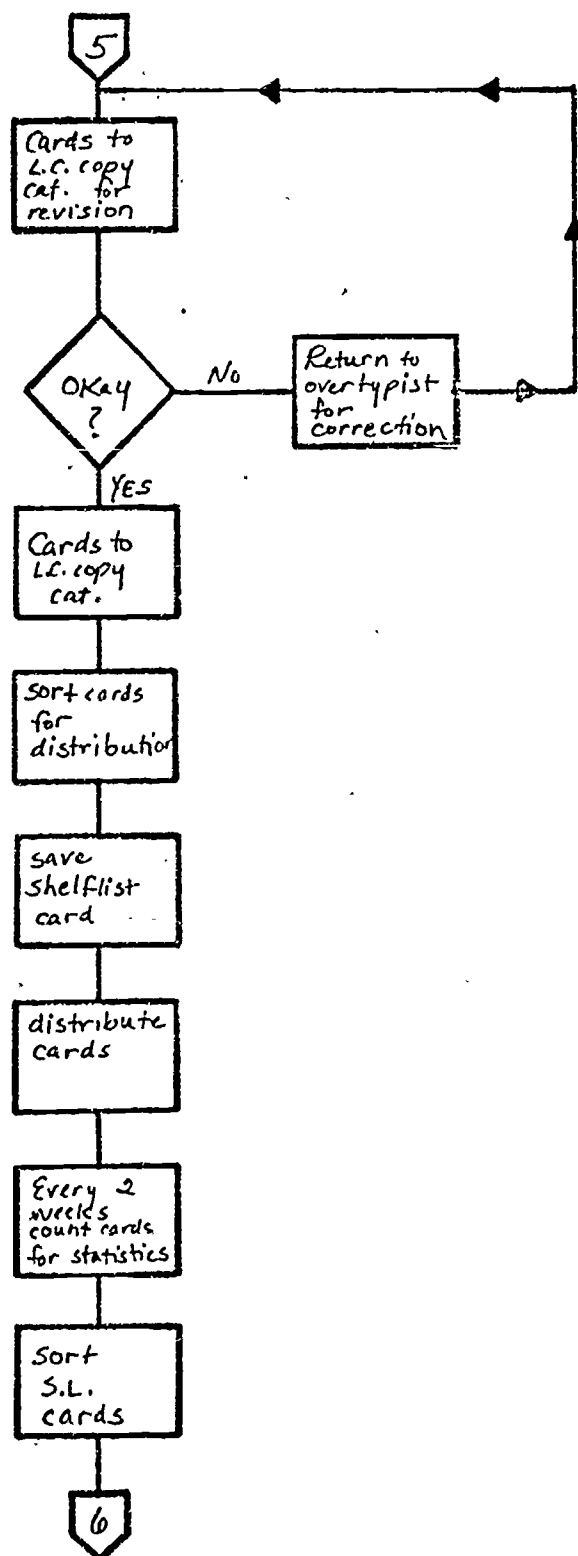 5
Cards to
L.C. copy
cat. for
revision
OKay
?
No
Return to
overtypist
for
correction
YES
Cards to
L.C. copy
cat.
sort cards
for
distribution
save
shelflist
card
distribute
cards
Every 2
weeks
count cards
for statistics
Sort
S.L.
cards
6